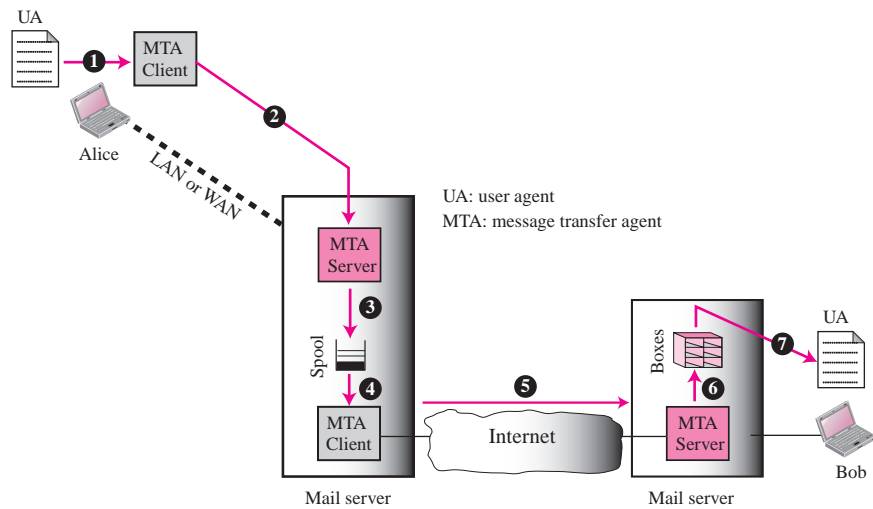 UA
1
MTA
Client
2
Alice
LAN or WAN
UA: user agent
MTA: message transfer agent
MTA
Server
3
Spool
4
MTA
Client
Mail server
5
Internet
Boxes
6
MTA
Server
Mail server
7
UA
Bob